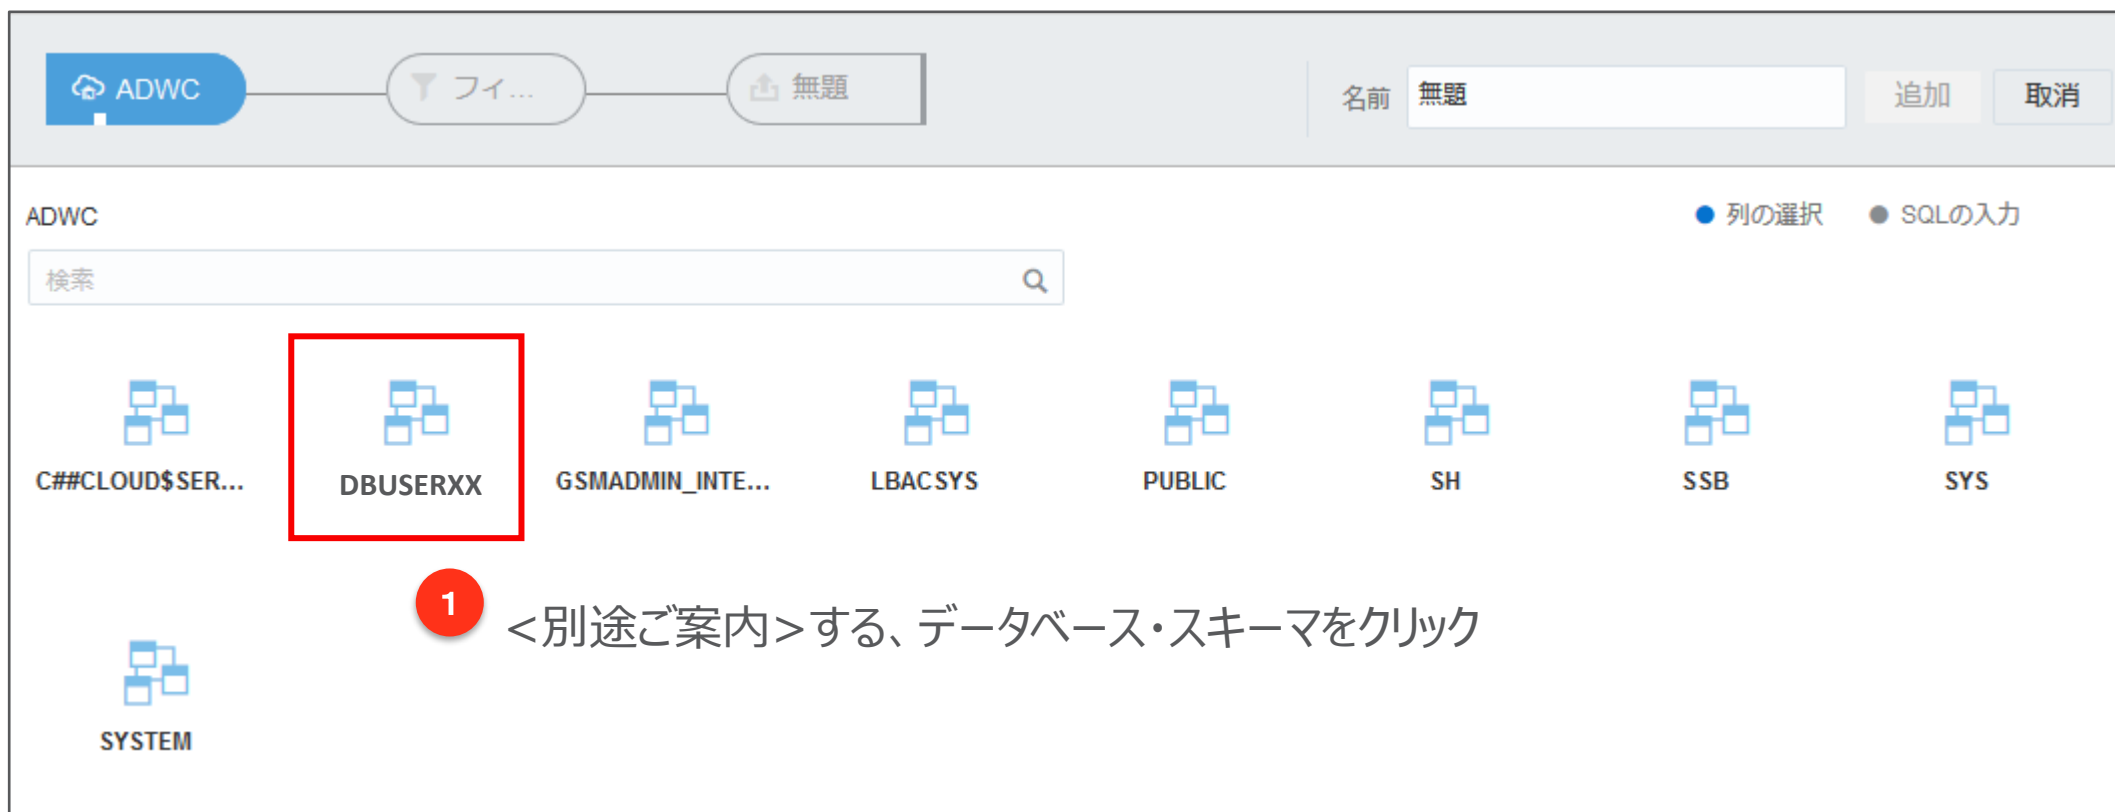 ADWC フィ... 無題 名前 無題 追加 取消
ADWC ● 列の選択 ● SQLの入力
検索
C##CLOUD$SER... DBUSERXX GSMADMIN_INTE... LBACSYS PUBLIC SH SSB SYS
1 <別途ご案内>する、データベース・スキーマをクリック
SYSTEM